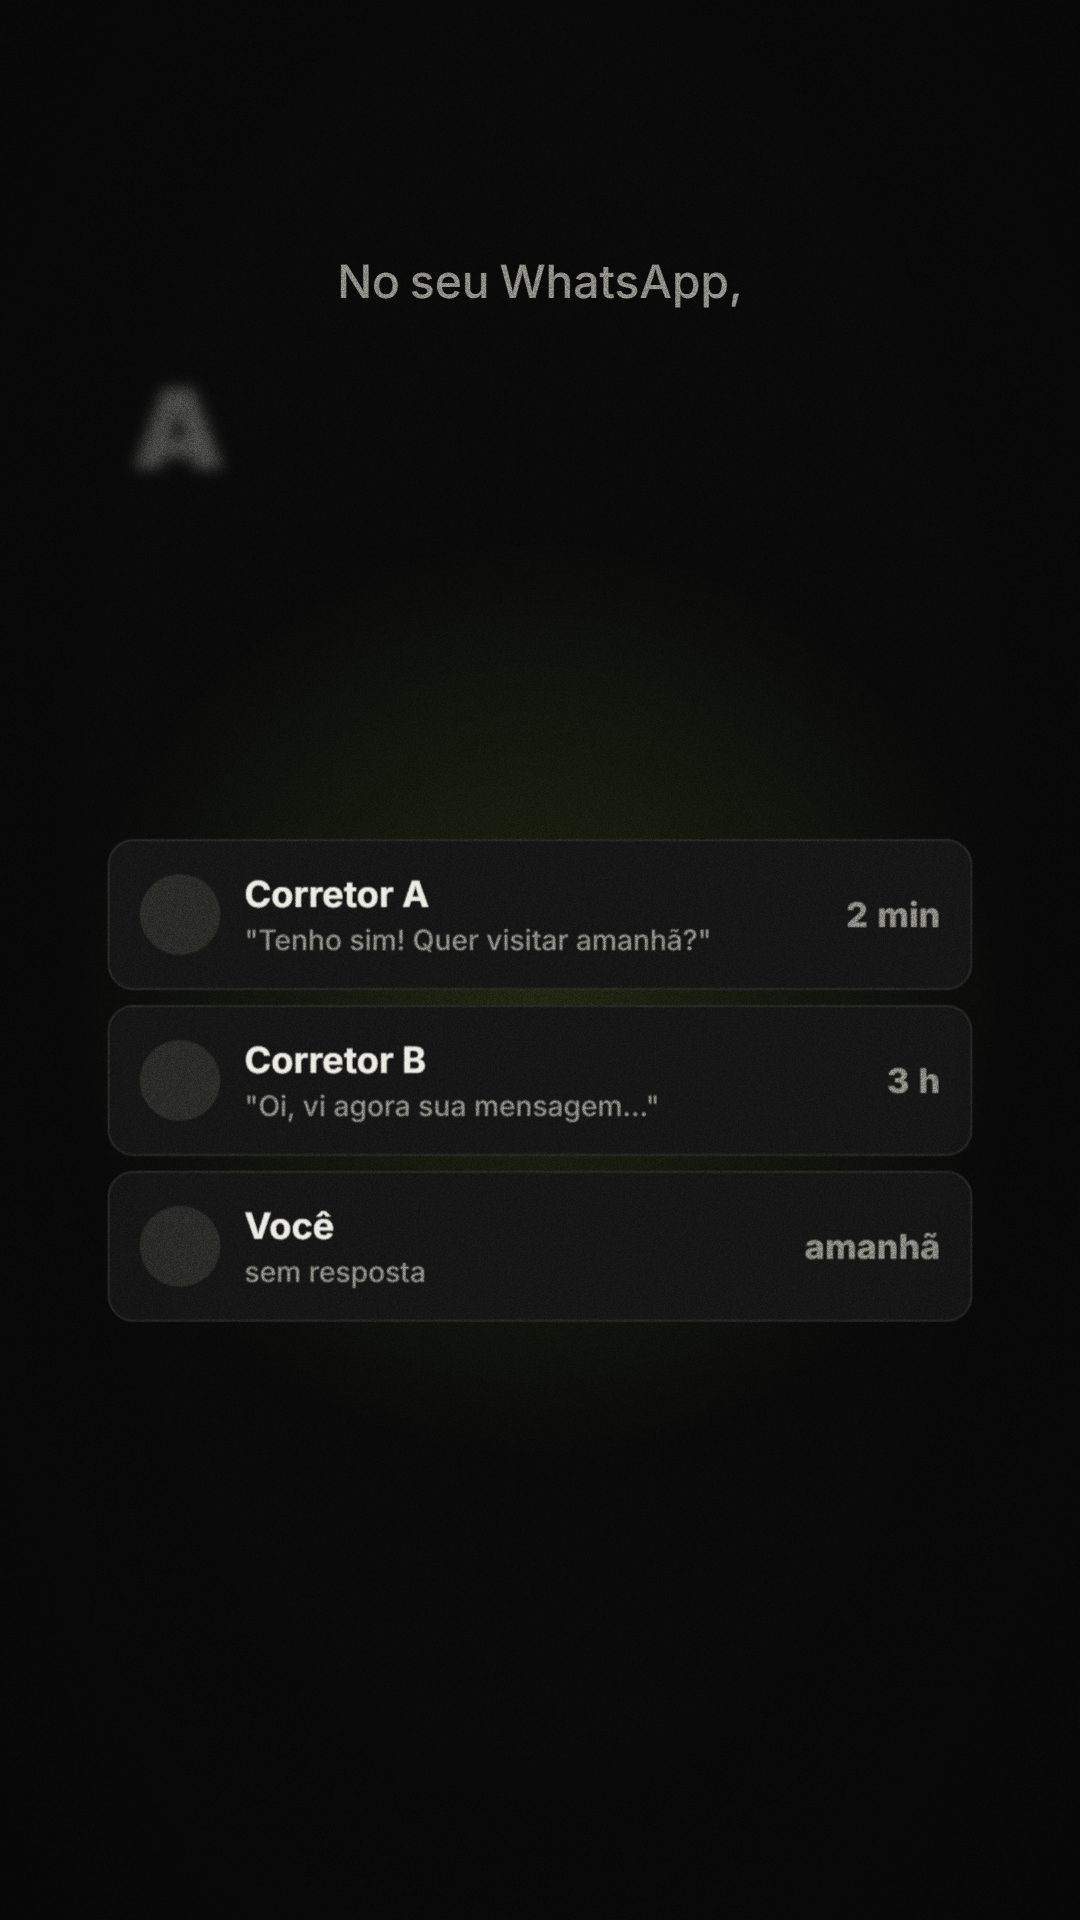 No seu WhatsApp,
A
Corretor A
"Tenho sim! Quer visitar amanhã?"
2 min
Corretor B
"Oi, vi agora sua mensagem..."
3 h
Você
sem resposta
amanhã